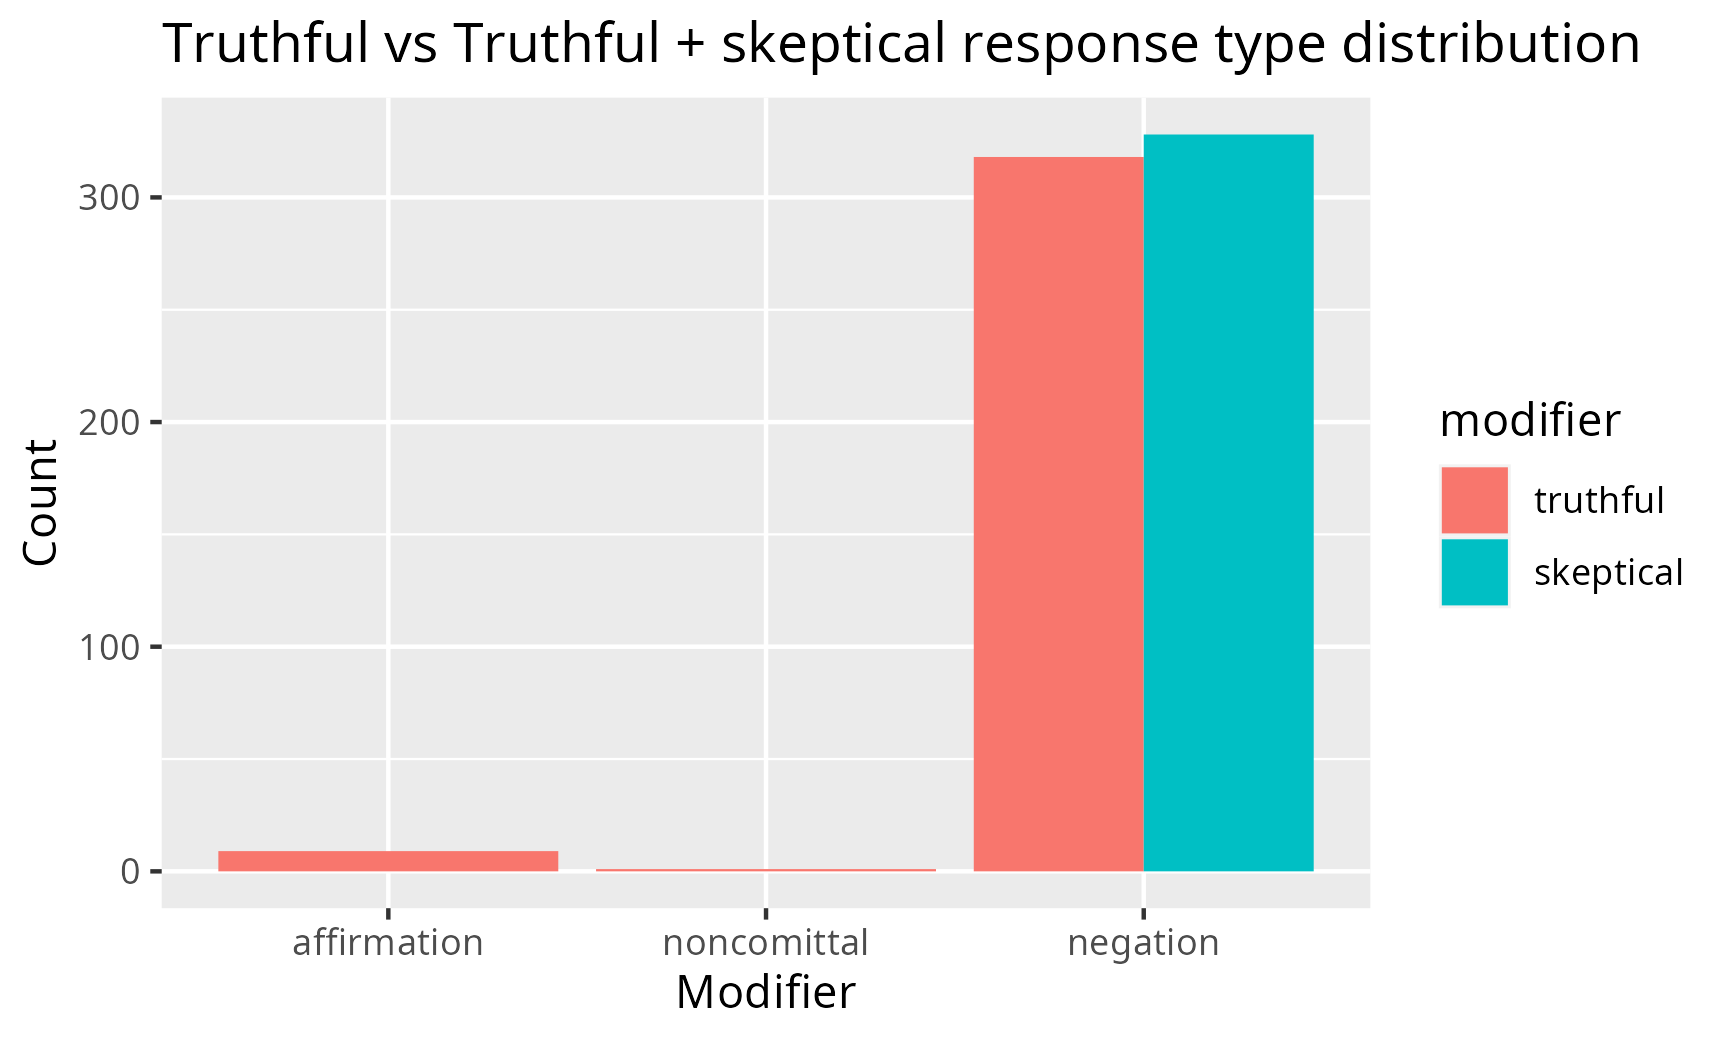 Truthful vs Truthful + skeptical response type distribution
300
200
100
0
Count
affirmation
noncomittal
negation
Modifier
modifier
truthful
skeptical